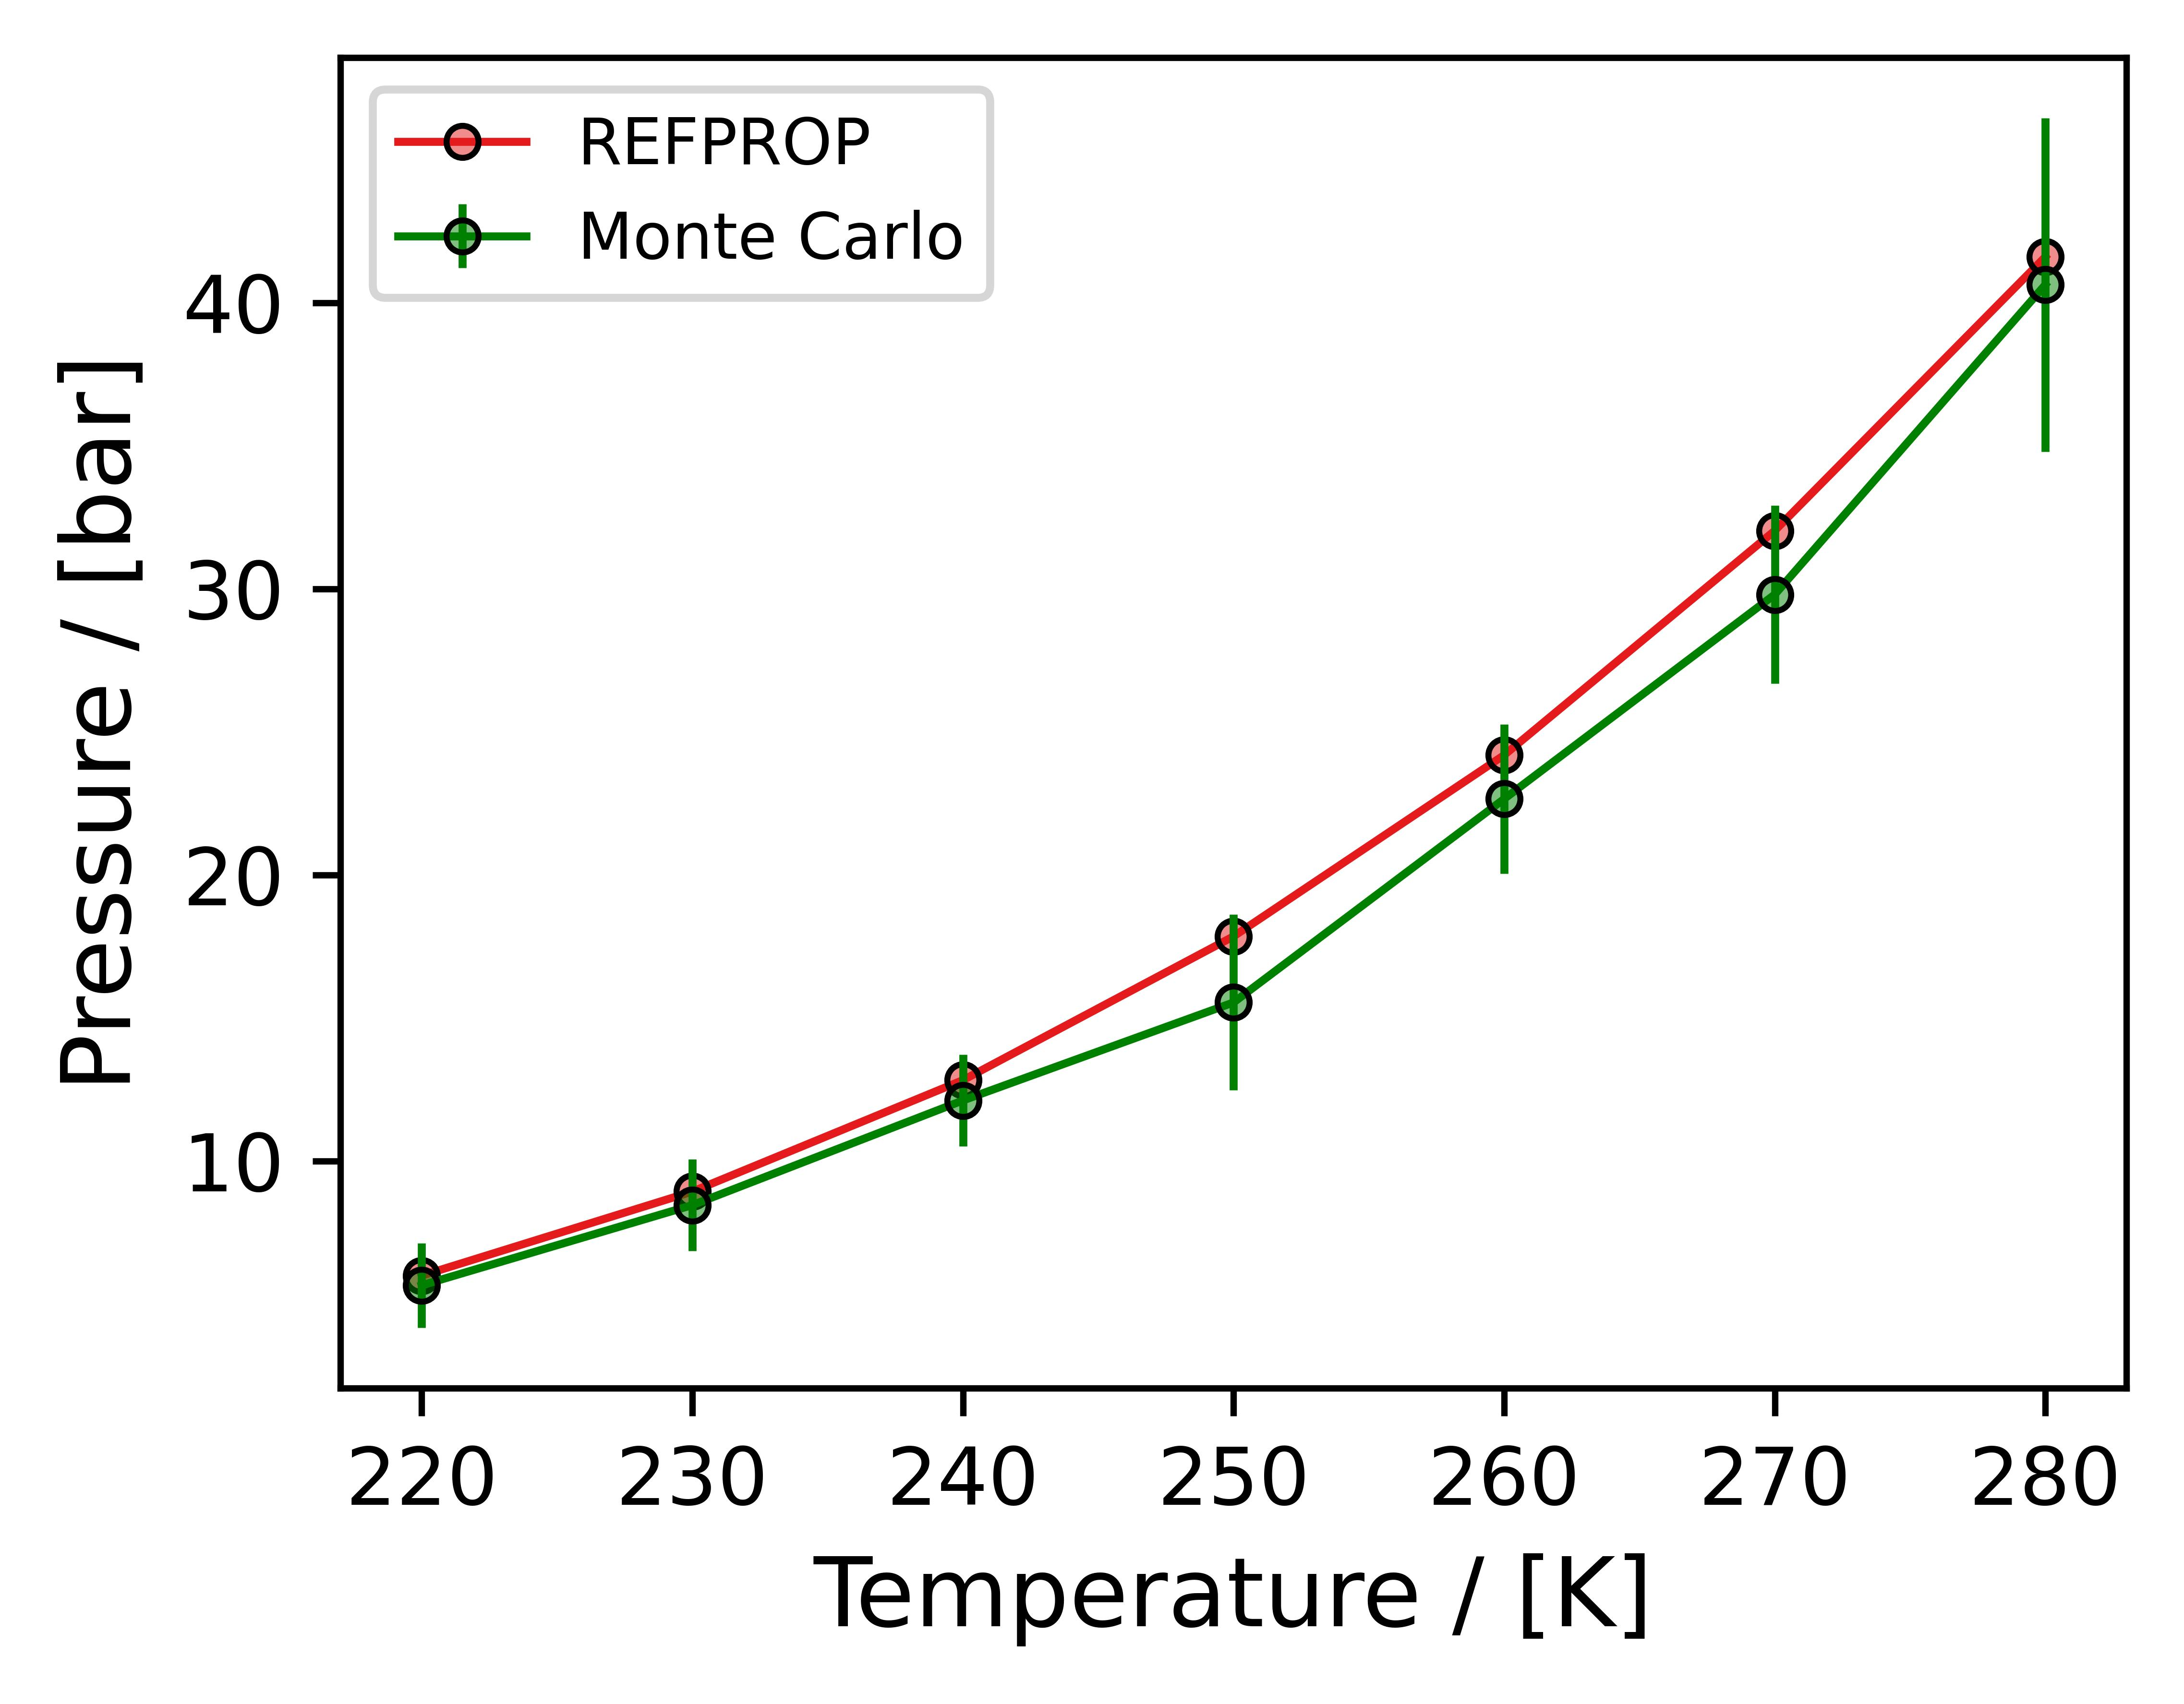 REFPROP
Monte Carlo
40
30
20
10
Pressure / [bar]
220 230 240 250 260 270 280
Temperature / [K]